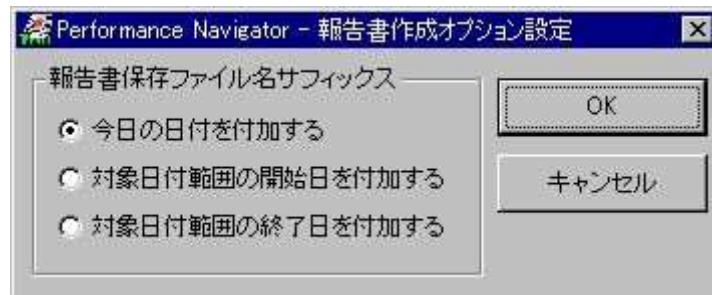 Performance Navigator - 報告書作成オプション設定
報告書保存ファイル名サフィックス
今日の日付を付加する
対象日付範囲の開始日を付加する
対象日付範囲の終了日を付加する
OK
キャンセル